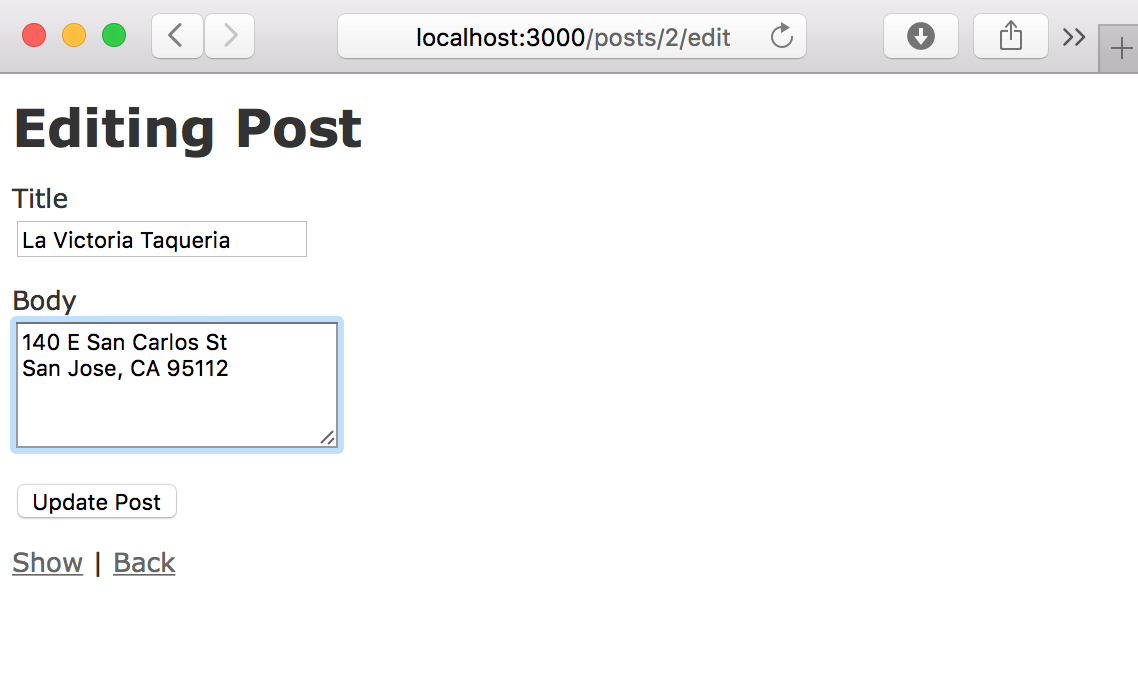 localhost:3000/posts/2/edit
Editing Post
Title
La Victoria Taqueria
Body
140 E San Carlos St
San Jose, CA 95112
Update Post
Show | Back